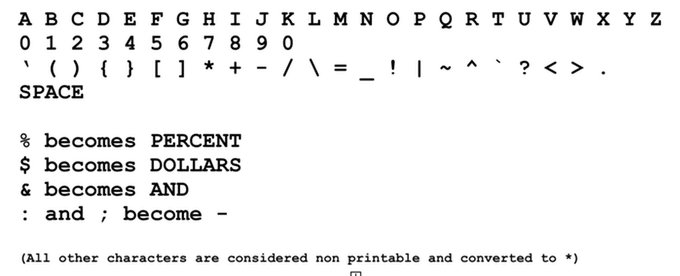 A B C D E F G H I J K L M N O P Q R T U V W X Y Z
0 1 2 3 4 5 6 7 8 9 0
‛ ( ) { } [ ] * + - / \ = _ ! | ~ ^ ` ? < > .
SPACE
% becomes PERCENT
$ becomes DOLLARS
& becomes AND
: and ; become -
(All other characters are considered non printable and converted to *)